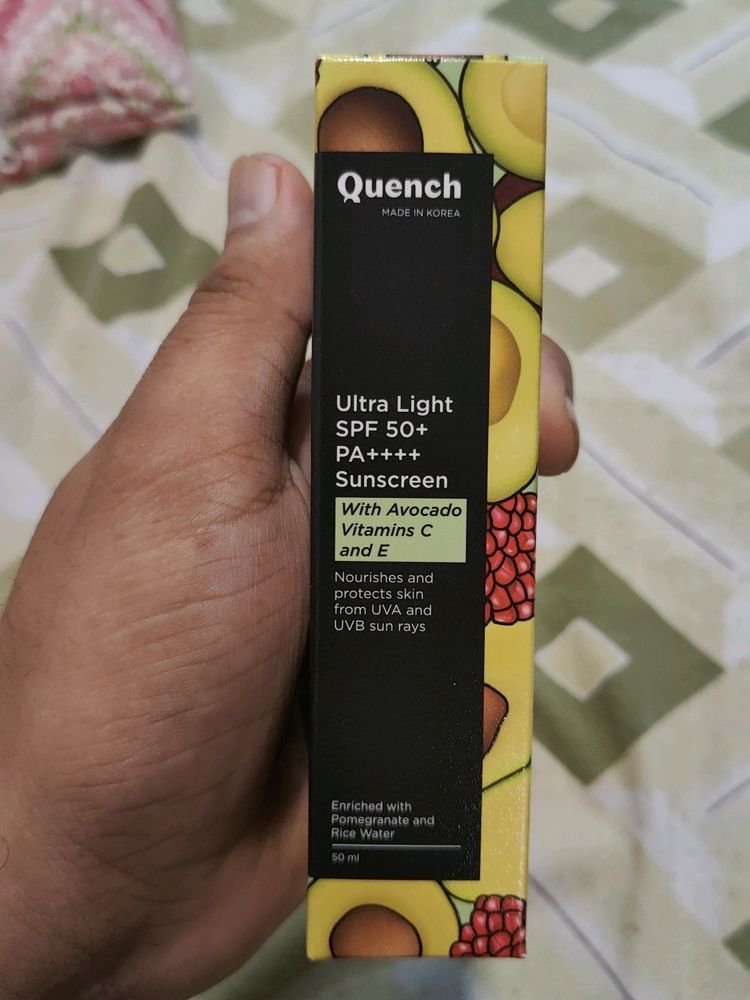 Quench
MADE IN KOREA
Ultra Light
SPF 50+
PA++++
Sunscreen
With Avocado
Vitamins C
and E
Nourishes and
protects skin
from UVA and
UVB sun rays
Enriched with
Pomegranate and
Rice Water
50 ml